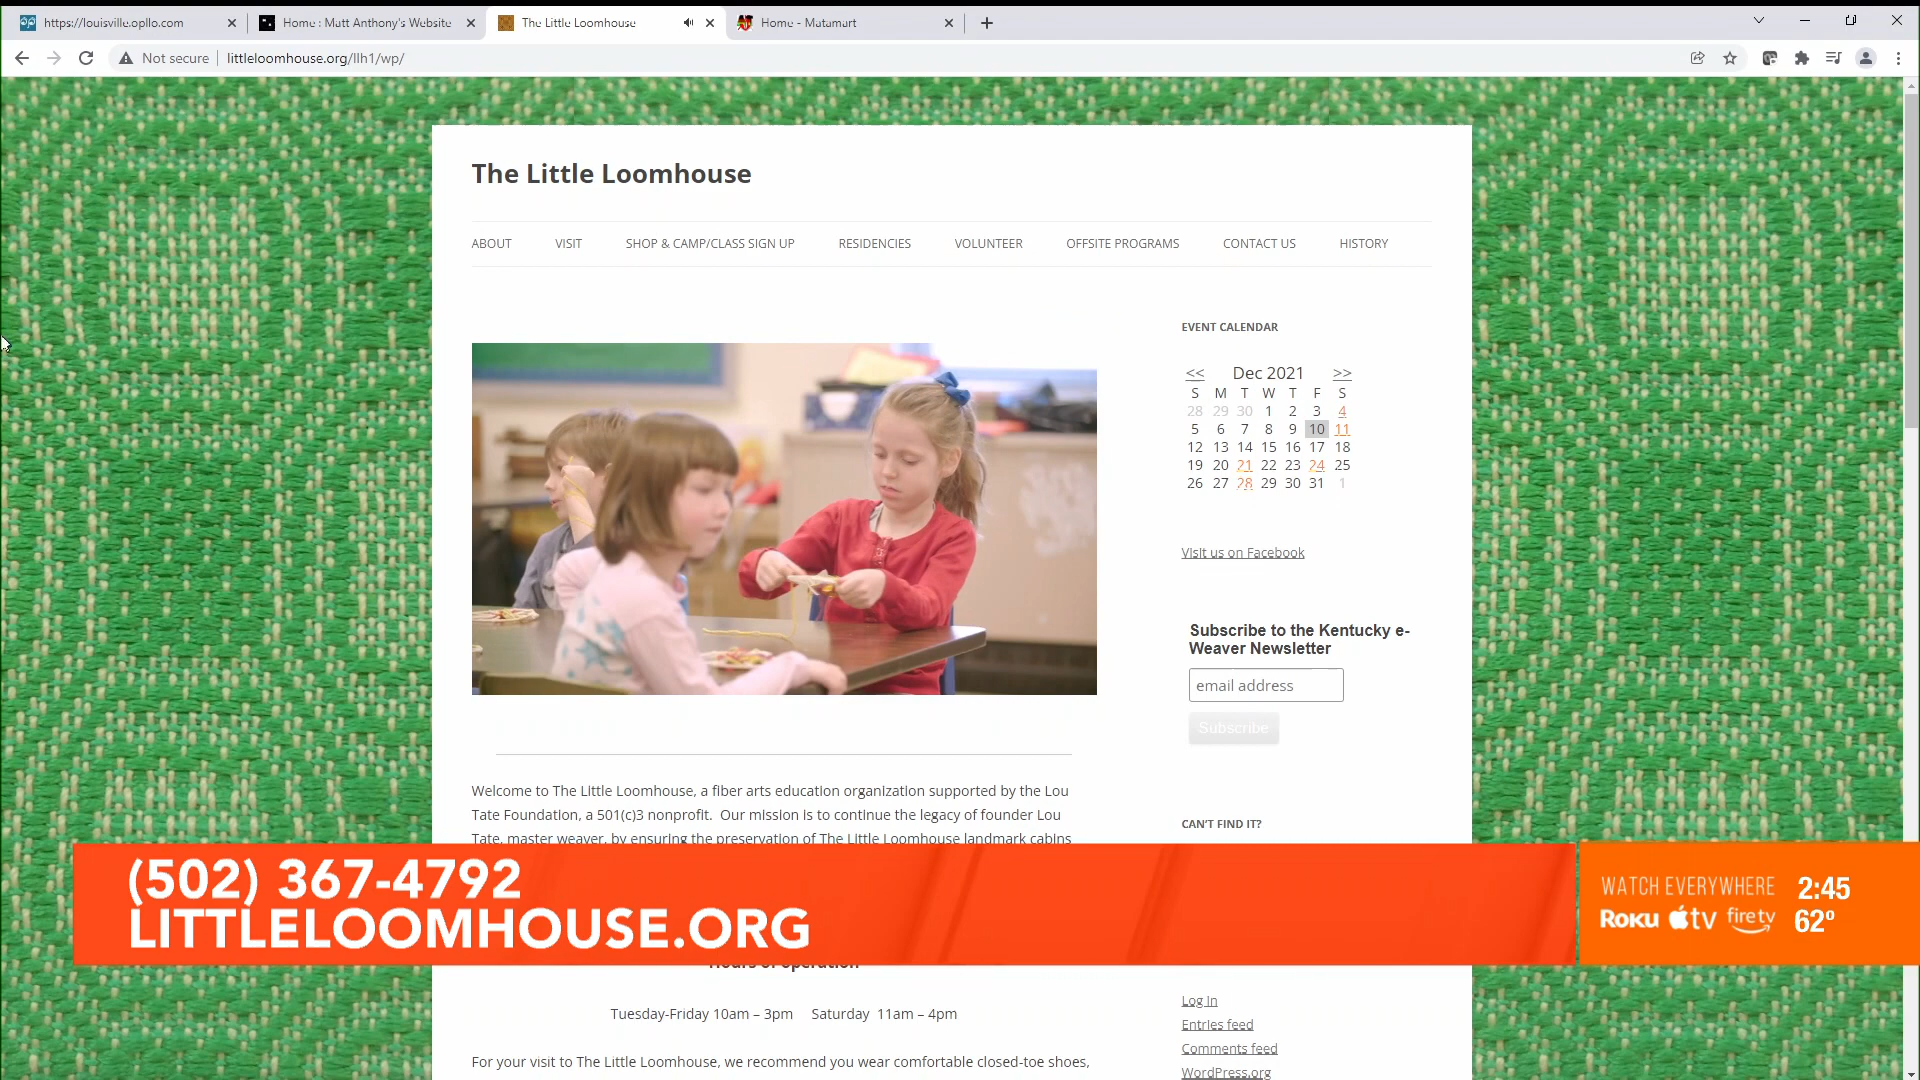 https://louisville.opllo.com
Home : Matt Anthony's Website
The Little Loomhouse
Home - Matamart
Not secure
littleloomhouse.org/llh1/wp/
The Little Loomhouse
ABOUT
VISIT
SHOP & CAMP/CLASS SIGN UP
RESIDENCIES
VOLUNTEER
OFFSITE PROGRAMS
CONTACT US
HISTORY
EVENT CALENDAR
<< Dec 2021 >>
S M T W T F S
28 29 30 1 2 3 4
5 6 7 8 9 10 11
12 13 14 15 16 17 18
19 20 21 22 23 24 25
26 27 28 29 30 31 1
Visit us on Facebook
Subscribe to the Kentucky e-
Weaver Newsletter
email address
Subscribe
Welcome to The Little Loomhouse, a fiber arts education organization supported by the Lou
Tate Foundation, a 501(c)3 nonprofit. Our mission is to continue the legacy of founder Lou
Tate, master weaver, by ensuring the preservation of The Little Loomhouse landmark cabins
CAN'T FIND IT?
(502) 367-4792
LITTLELOOMHOUSE.ORG
WATCH EVERYWHERE 2:45
Roku tv fire tv 62°
Hours of operation
Tuesday-Friday 10am – 3pm Saturday 11am – 4pm
For your visit to The Little Loomhouse, we recommend you wear comfortable closed-toe shoes,
Log in
Entries feed
Comments feed
WordPress.org